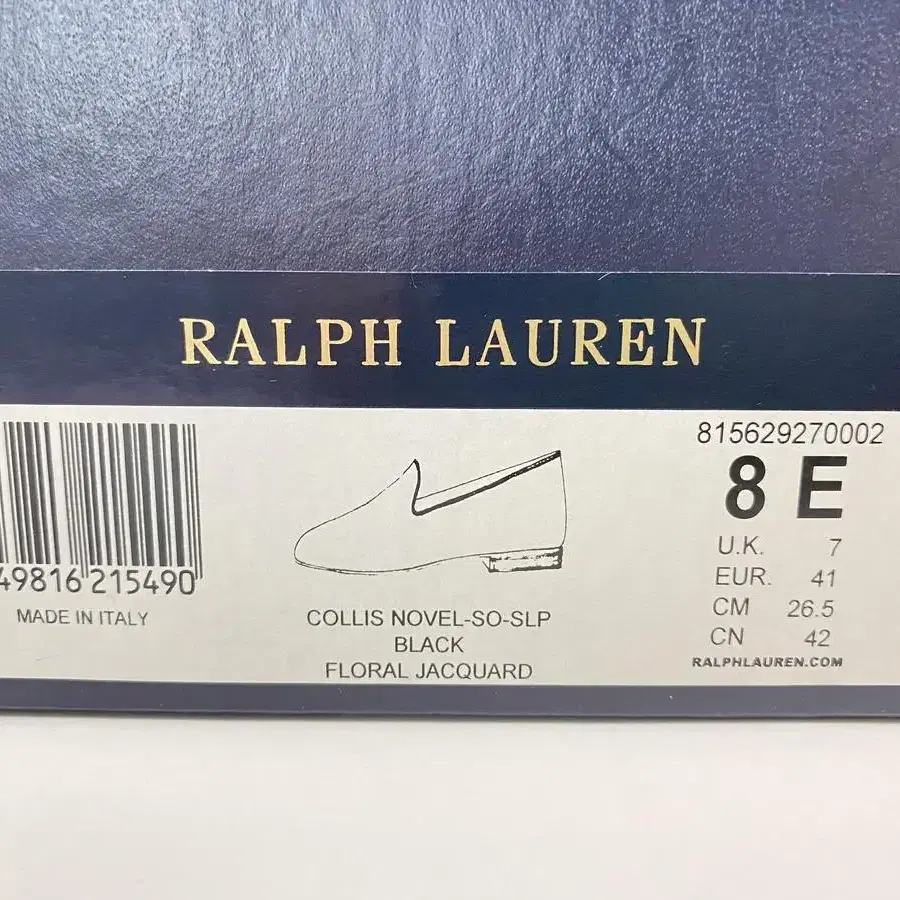 RALPH LAUREN
49816 215490
MADE IN ITALY
COLLIS NOVEL-SO-SLP
BLACK
FLORAL JACQUARD
815629270002
8 E
U.K. 7
EUR. 41
CM 26.5
CN 42
RALPHLAUREN.COM